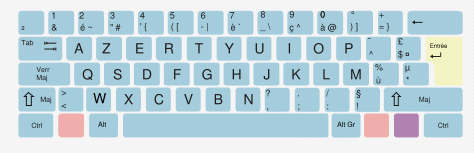 ² 1 & 2 é ~ 3 " # 4 ' { 5 ( [ 6 - | 7 è ` 8 _ \ 9 ç ^ 0 à @ ° ) ] + = } ←
Tab A Z E R T Y U I O P ¨ ^ £ $ ¤ Entrée
Verr Maj Q S D F G H J K L M % ù µ *
Maj > < W X C V B N ? , . ; / : § ! Maj
Ctrl Alt Alt Gr Ctrl